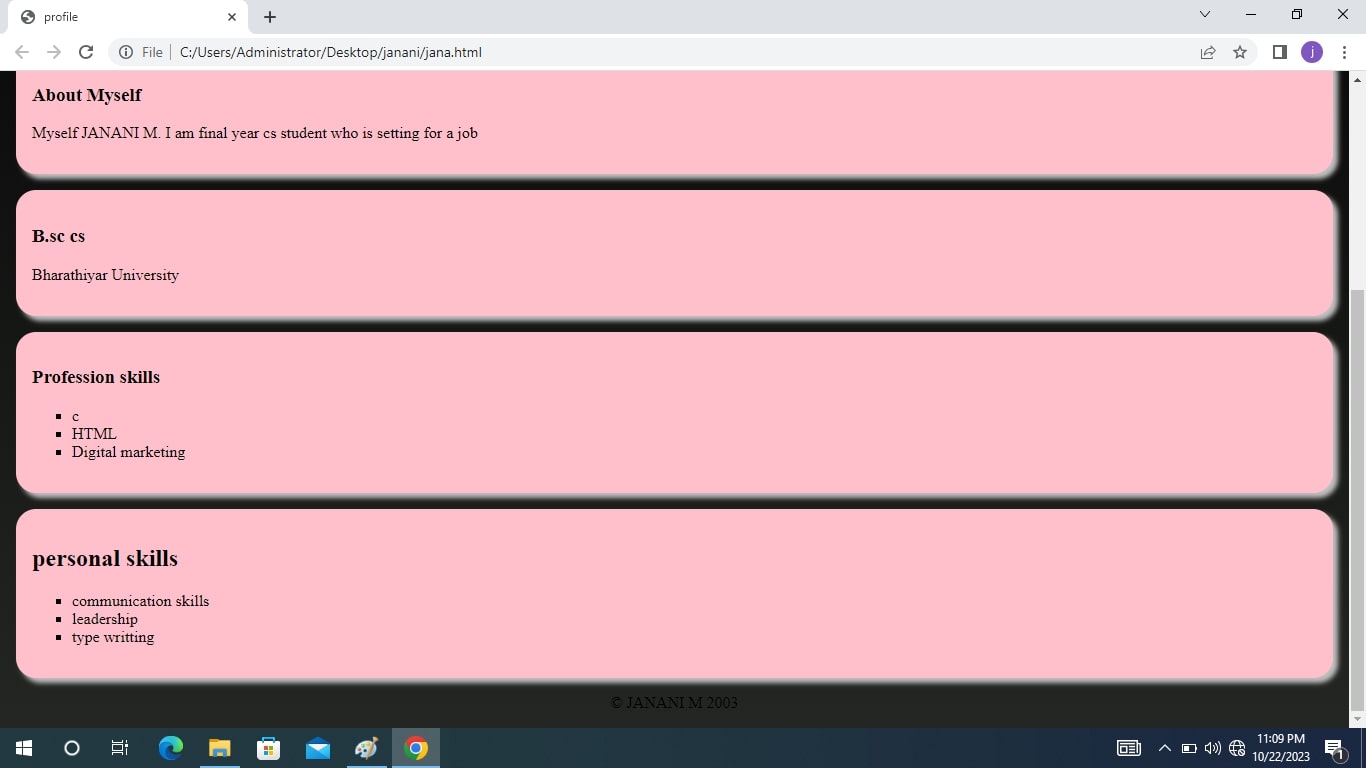 profile
File
C:/Users/Administrator/Desktop/janani/jana.html
j
About Myself
Myself JANANI M. I am final year cs student who is setting for a job
B.sc cs
Bharathiyar University
Profession skills
c
HTML
Digital marketing
personal skills
communication skills
leadership
type writting
© JANANI M 2003
11:09 PM
10/22/2023
1